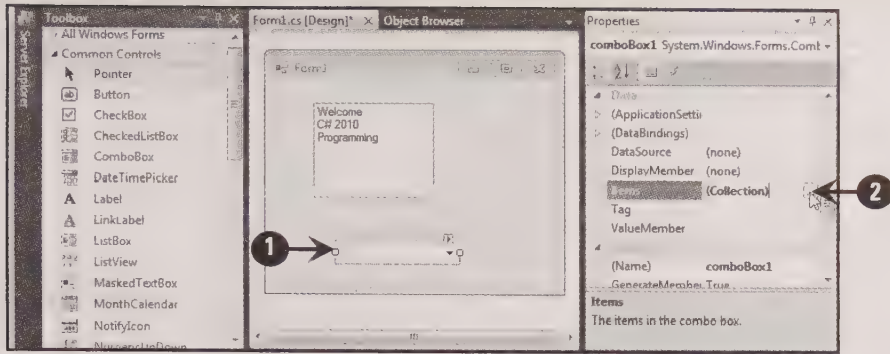 Server Explorer
Toolbox
All Windows Forms
Common Controls
Pointer
Button
CheckBox
CheckedListBox
ComboBox
DateTimePicker
Label
LinkLabel
ListBox
ListView
MaskedTextBox
MonthCalendar
NotifyIcon
NumericUpDown
Form1.cs [Design]* × Object Browser
Form1
Welcome
C# 2010
Programming
1
Properties
comboBox1 System.Windows.Forms.Comb
Data
(ApplicationSettin
(DataBindings)
DataSource (none)
DisplayMember (none)
Items (Collection)
2
Tag
ValueMember
(Name) comboBox1
GenerateMember True
Items
The items in the combo box.